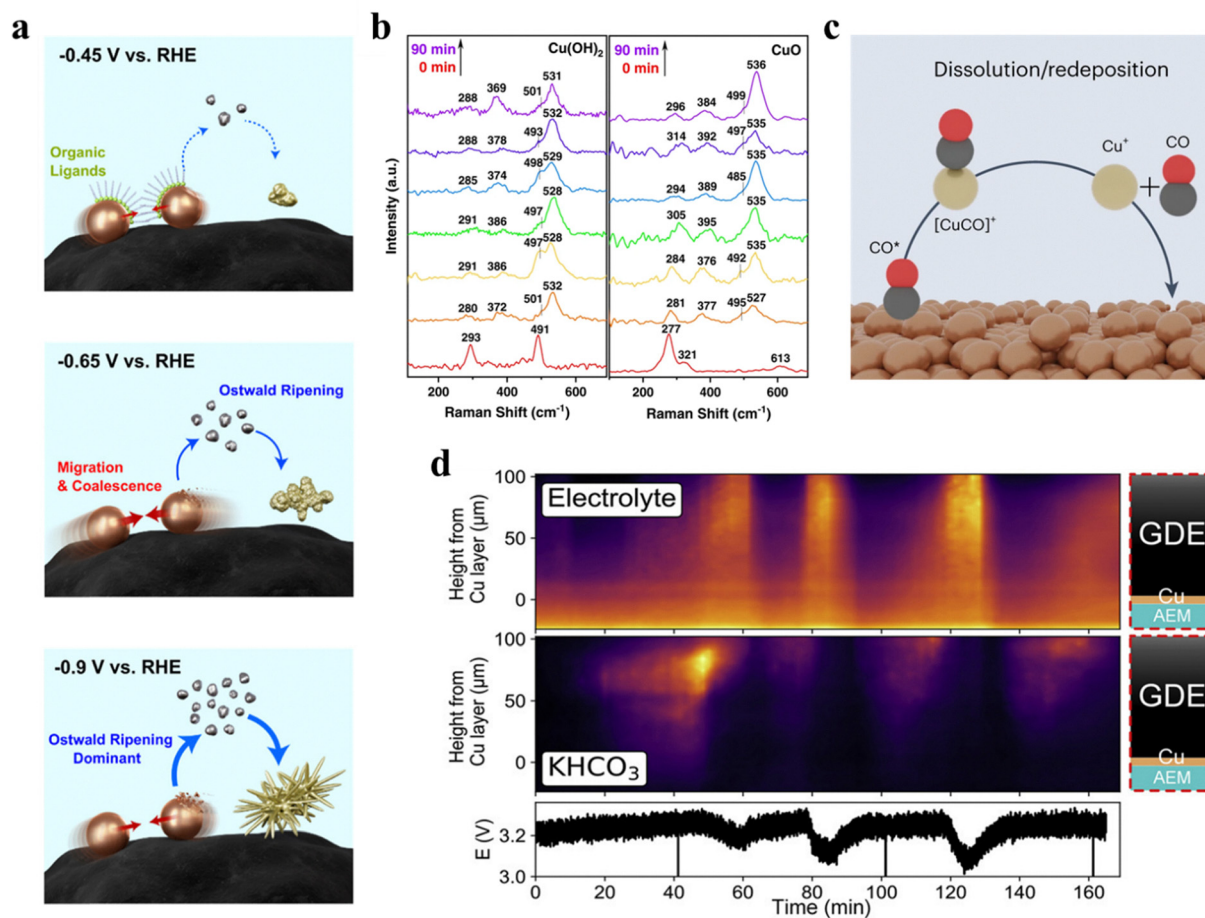 a
-0.45 V vs. RHE
Organic
Ligands
-0.65 V vs. RHE
Ostwald Ripening
Migration
& Coalescence
-0.9 V vs. RHE
Ostwald Ripening
Dominant
b
90 min
0 min
Cu(OH)₂
531
501
369
288
532
493
378
288
529
498
374
285
528
497
386
291
528
497
386
291
532
501
372
280
491
293
Intensity (a.u.)
200 400 600
Raman Shift (cm⁻¹)
90 min
0 min
CuO
536
499
384
296
535
497
392
314
535
485
389
294
535
395
305
535
492
376
284
527
495
377
281
277
321
613
200 400 600
Raman Shift (cm⁻¹)
c
Dissolution/redeposition
Cu⁺
CO
+
[CuCO]⁺
CO*
d
Electrolyte
100
50
0
Height from
Cu layer (μm)
GDE
Cu
AEM
KHCO₃
100
50
0
Height from
Cu layer (μm)
GDE
Cu
AEM
3.2
3.0
E (V)
0 20 40 60 80 100 120 140 160
Time (min)